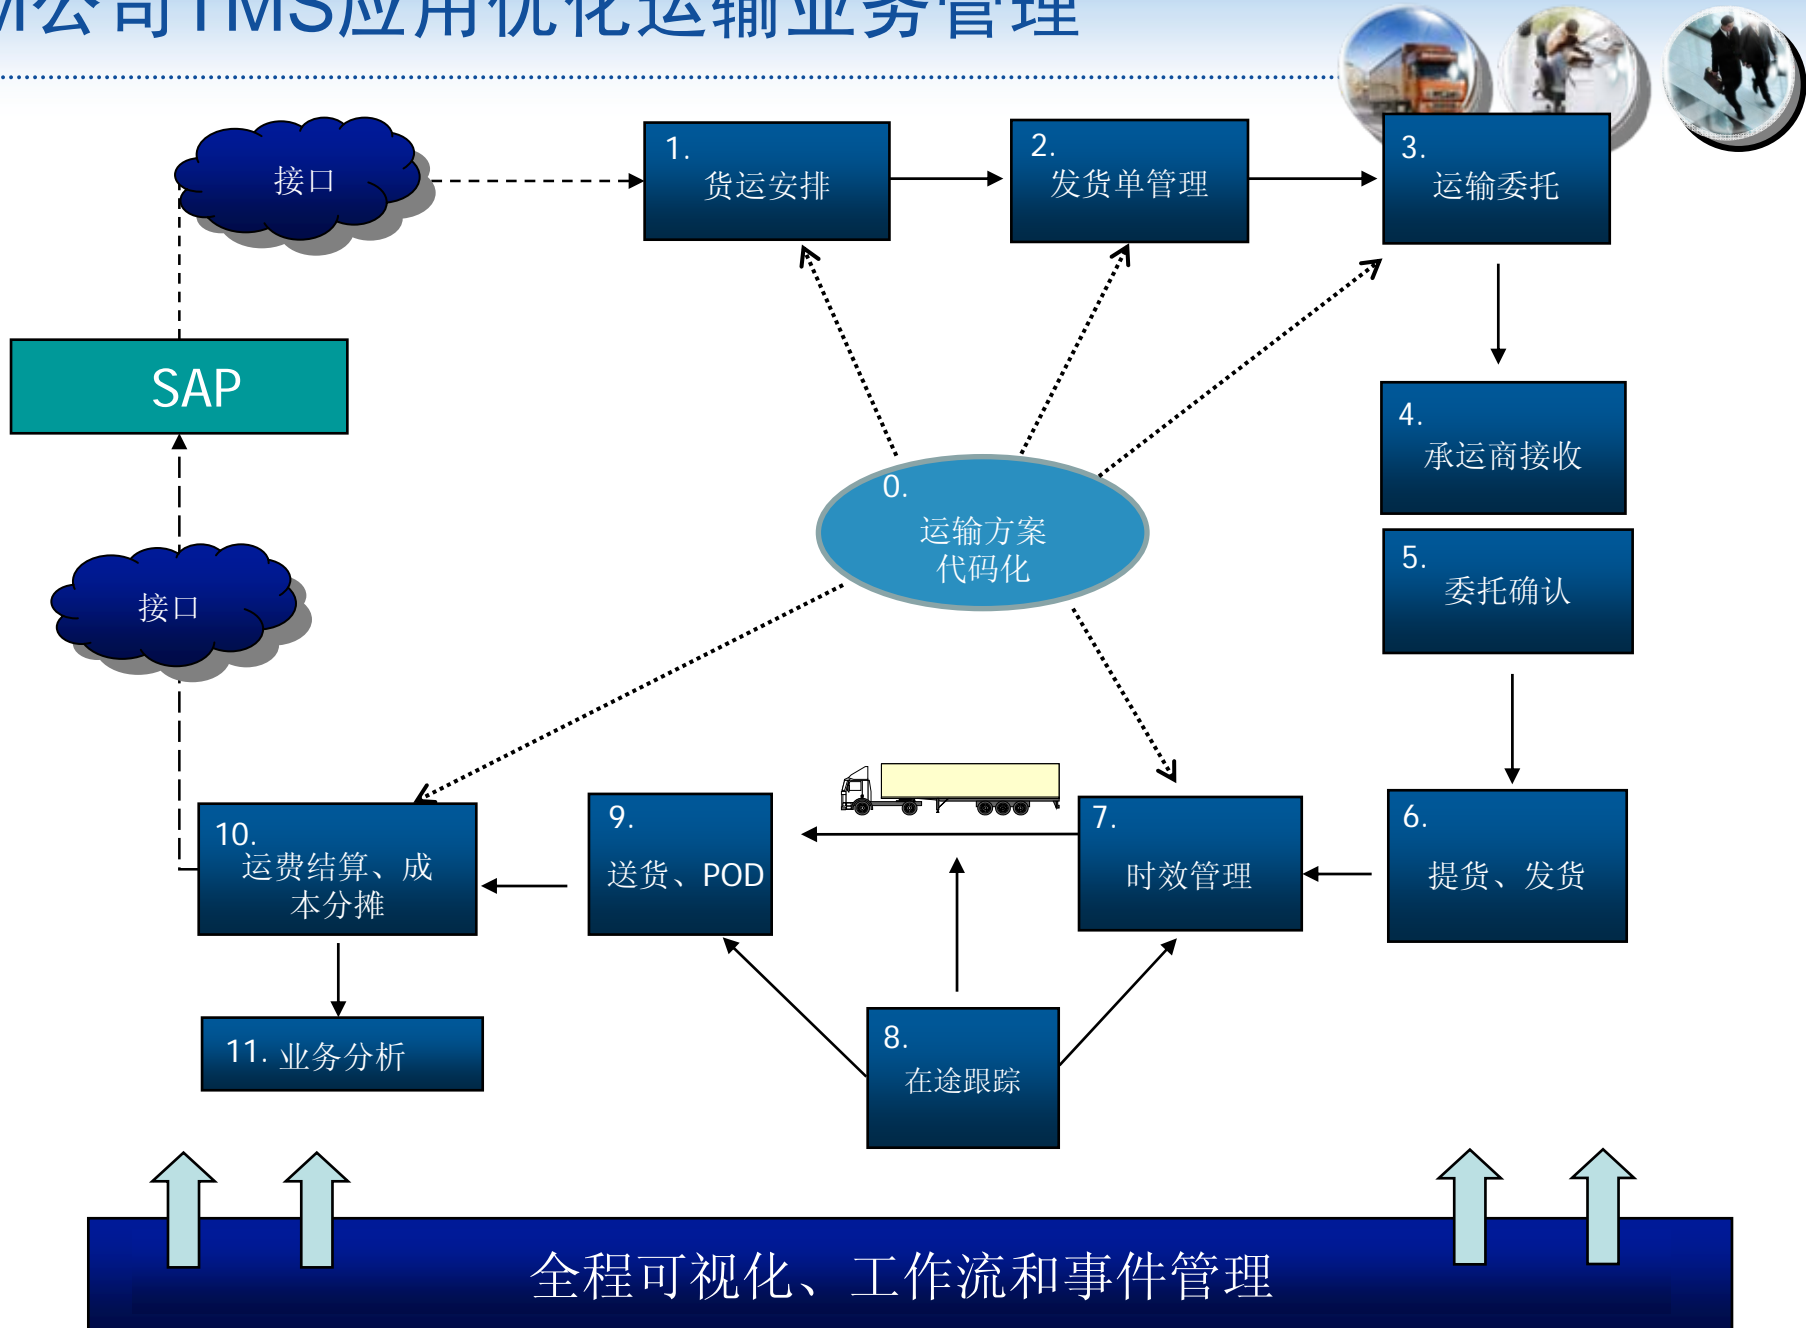 M公司TMS应用优化运输业务管理
接口
1.
货运安排
2.
发货单管理
3.
运输委托
SAP
4.
承运商接收
0.
运输方案
代码化
5.
委托确认
接口
10.
运费结算、成
本分摊
9.
送货、POD
7.
时效管理
6.
提货、发货
11. 业务分析
8.
在途跟踪
全程可视化、工作流和事件管理